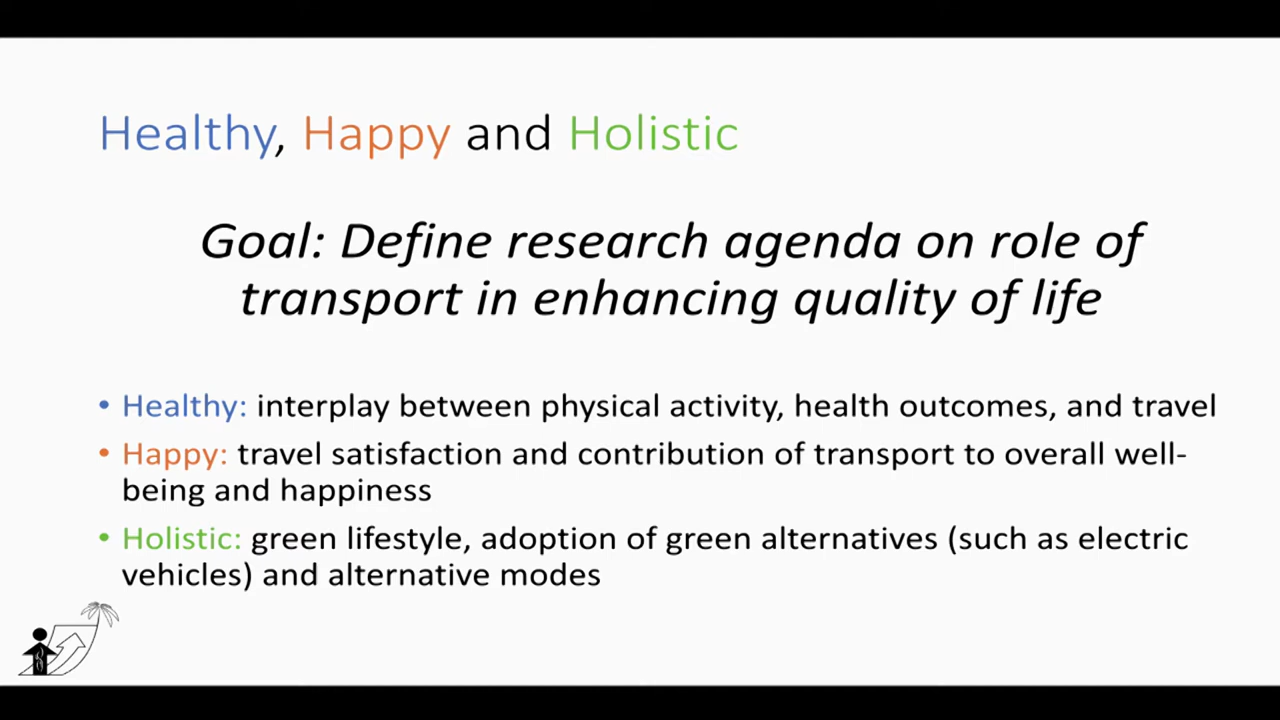 Healthy, Happy and Holistic
Goal: Define research agenda on role of
transport in enhancing quality of life
• Healthy: interplay between physical activity, health outcomes, and travel
• Happy: travel satisfaction and contribution of transport to overall well-
being and happiness
• Holistic: green lifestyle, adoption of green alternatives (such as electric
vehicles) and alternative modes